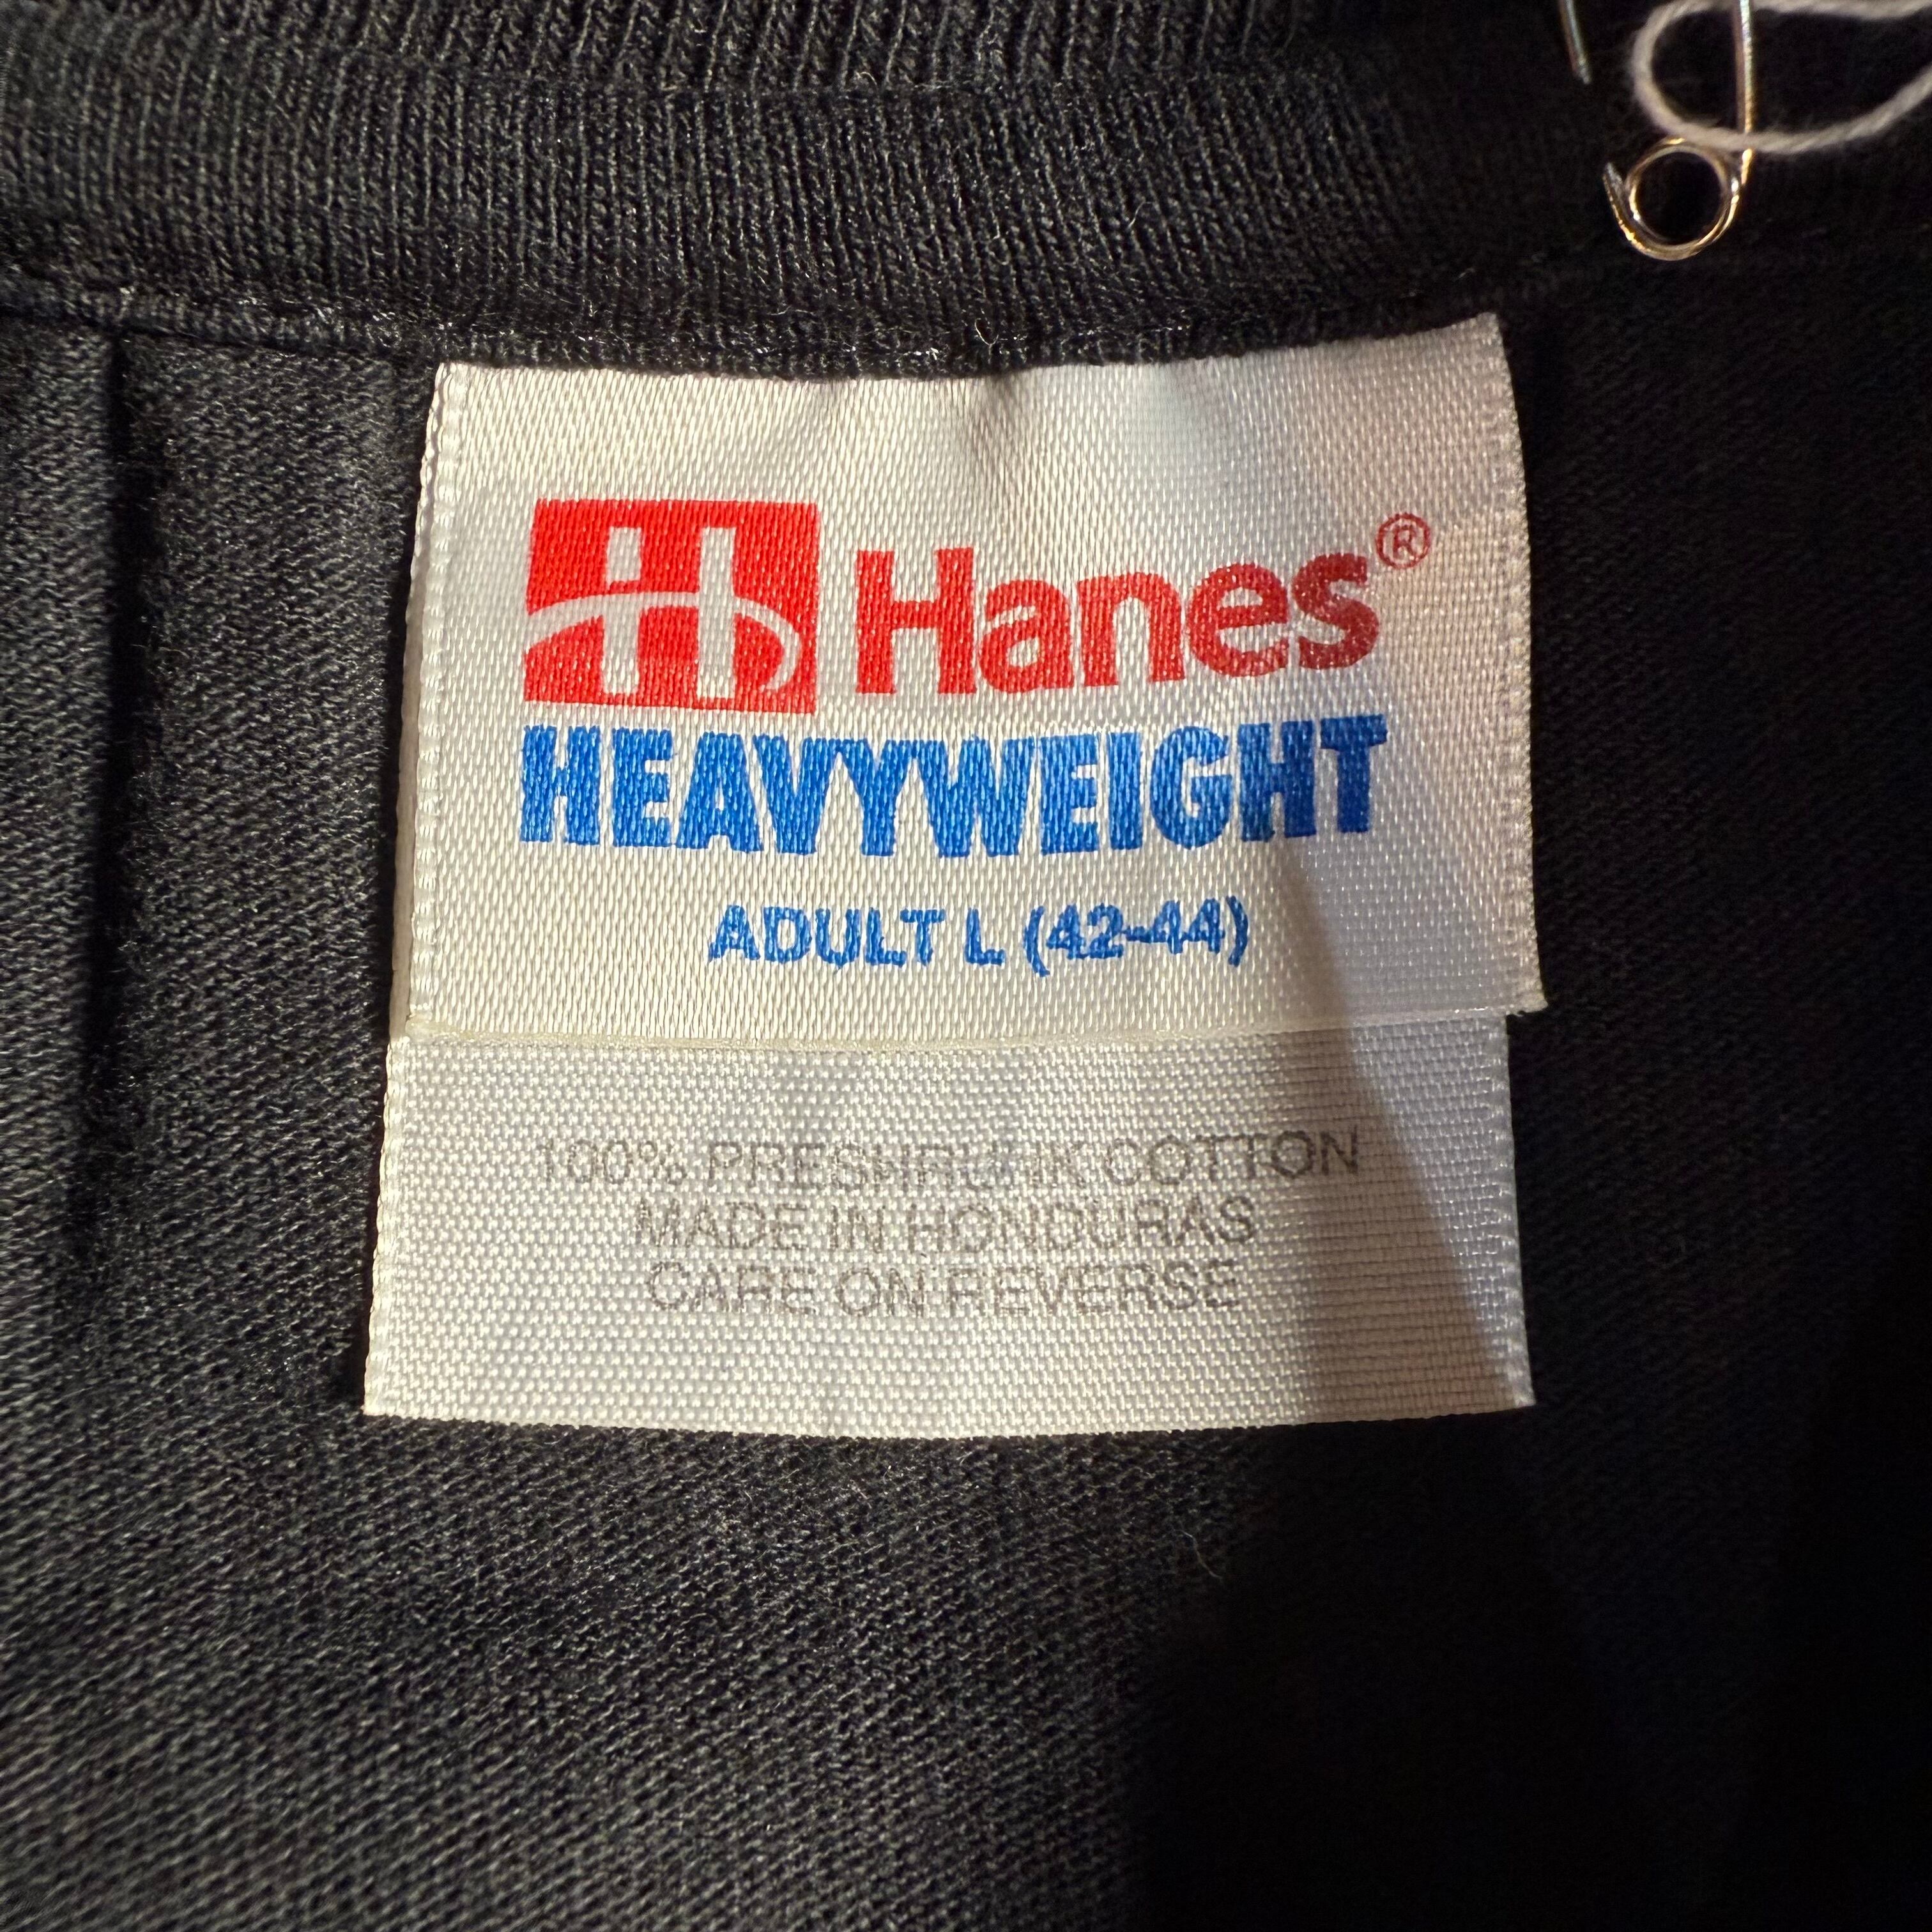 H Hanes®
HEAVYWEIGHT
ADULT L (42-44)
100% PRESHRUNK COTTON
MADE IN HONDURAS
CARE ON REVERSE